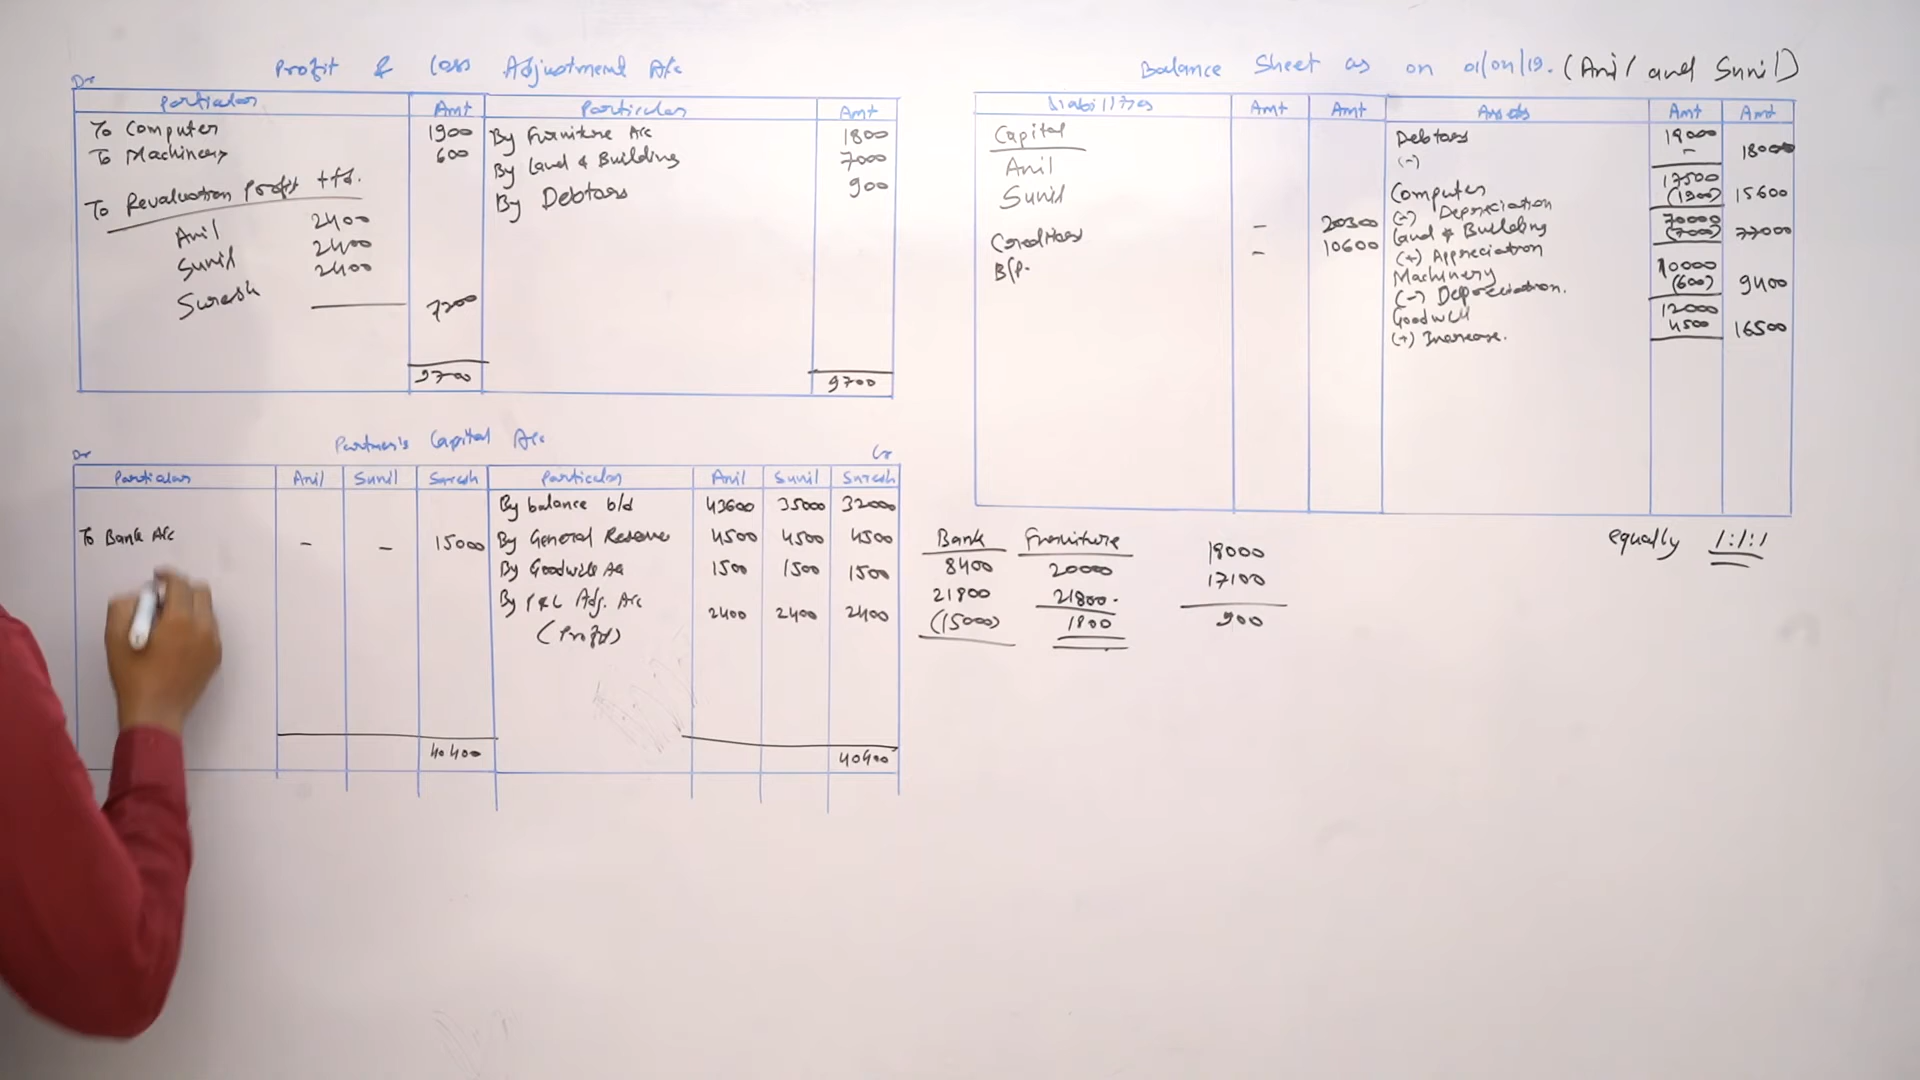 Profit & Loss Adjustment A/c
Dr
Particulars Amt Particulars Amt
To Computer 1900 By Furniture A/c 1800
To Machinery 600 By Land & Building 7000
By Debtors 900
To Revaluation Profit tfd.
Anil 2400
Sunil 2400
Suresh 2400
7200
9700 9700
Partner's Capital A/c
Dr Cr
Particulars Anil Sunil Suresh Particulars Anil Sunil Suresh
By balance b/d 43600 35000 32000
To Bank A/c - - 15000 By General Reserve 4500 4500 4500
By Goodwill A/c 1500 1500 1500
By P&L Adj. A/c 2400 2400 2400
(Profit)
40400 40400
Balance Sheet as on 01/04/19. (Anil and Sunil)
Liabilities Amt Amt Assets Amt Amt
Capital
Anil
Sunil
Creditors - 20300
B/P. - 10600
Debtors 18000
(-) - 18000
Computer 17500
(-) Depreciation (1900) 15600
Land & Building 70000
(+) Appreciation (7000) 77000
Machinery 10000
(-) Depreciation. (600) 9400
Goodwill 12000
(+) Increase. 4500 16500
Bank Furniture
8400 20000 18000
21800 21800. 17100
(15000) 1800 900
equally 1:1:1